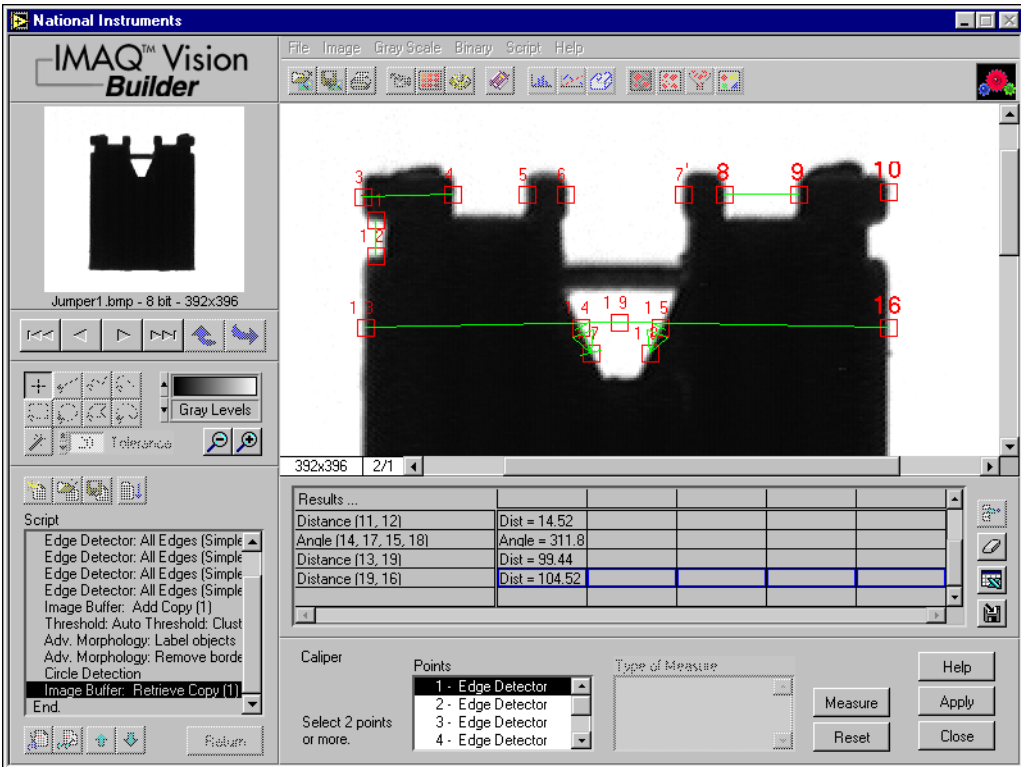 National Instruments
IMAQ™ Vision
Builder
File Image Gray Scale Binary Script Help
Jumper1.bmp - 8 bit - 392x396
Gray Levels
20 Tolerance
Script
Edge Detector: All Edges (Simple
Edge Detector: All Edges (Simple
Edge Detector: All Edges (Simple
Edge Detector: All Edges (Simple
Image Buffer: Add Copy (1)
Threshold: Auto Threshold: Clust
Adv. Morphology: Label objects
Adv. Morphology: Remove borde
Circle Detection
Image Buffer: Retrieve Copy (1)
End.
Return
3 4 5 6 7' 8 9 10
1 2
1 3 4 1 9 1 5 16
7 1
392x396 2/1
Results ...
Distance (11, 12) Dist = 14.52
Angle (14, 17, 15, 18) Angle = 311.8
Distance (13, 19) Dist = 99.44
Distance (19, 16) Dist = 104.52
Caliper
Select 2 points
or more.
Points
1 - Edge Detector
2 - Edge Detector
3 - Edge Detector
4 - Edge Detector
Type of Measure
Measure
Reset
Help
Apply
Close